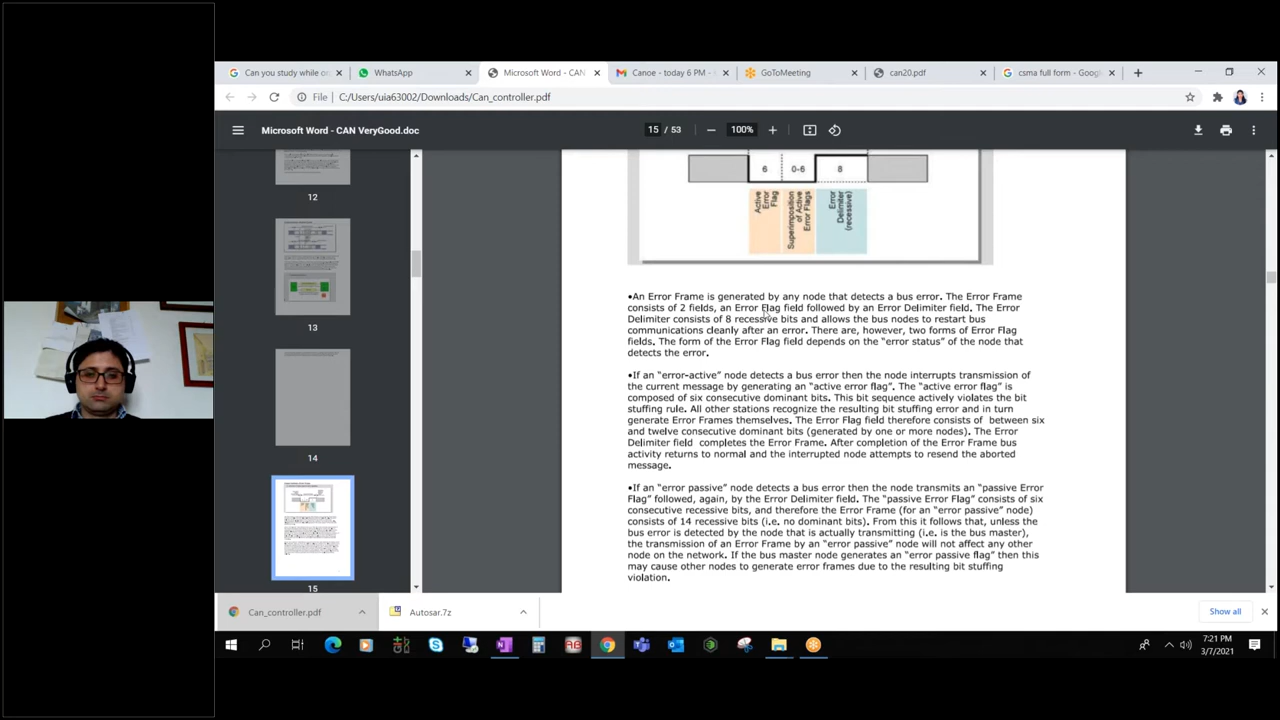 Can you study while o
WhatsApp
Microsoft Word - CAN
Canoe - today 6 PM -
GoToMeeting
can20.pdf
csma full form - Goog
File
C:/Users/uia63002/Downloads/Can_controller.pdf
Microsoft Word - CAN VeryGood.doc
15 / 53
100%
12
13
14
15
6
0-6
8
Active Error Flag
Superimposition of Active Error Flags
Error Delimiter (recessive)
•An Error Frame is generated by any node that detects a bus error. The Error Frame
consists of 2 fields, an Error Flag field followed by an Error Delimiter field. The Error
Delimiter consists of 8 recessive bits and allows the bus nodes to restart bus
communications cleanly after an error. There are, however, two forms of Error Flag
fields. The form of the Error Flag field depends on the "error status" of the node that
detects the error.
•If an "error-active" node detects a bus error then the node interrupts transmission of
the current message by generating an "active error flag". The "active error flag" is
composed of six consecutive dominant bits. This bit sequence actively violates the bit
stuffing rule. All other stations recognize the resulting bit stuffing error and in turn
generate Error Frames themselves. The Error Flag field therefore consists of between six
and twelve consecutive dominant bits (generated by one or more nodes). The Error
Delimiter field completes the Error Frame. After completion of the Error Frame bus
activity returns to normal and the interrupted node attempts to resend the aborted
message.
•If an "error passive" node detects a bus error then the node transmits an "passive Error
Flag" followed, again, by the Error Delimiter field. The "passive Error Flag" consists of six
consecutive recessive bits, and therefore the Error Frame (for an "error passive" node)
consists of 14 recessive bits (i.e. no dominant bits). From this it follows that, unless the
bus error is detected by the node that is actually transmitting (i.e. is the bus master),
the transmission of an Error Frame by an "error passive" node will not affect any other
node on the network. If the bus master node generates an "error passive flag" then this
may cause other nodes to generate error frames due to the resulting bit stuffing
violation.
Can_controller.pdf
Autosar.7z
Show all
7:21 PM
3/7/2021